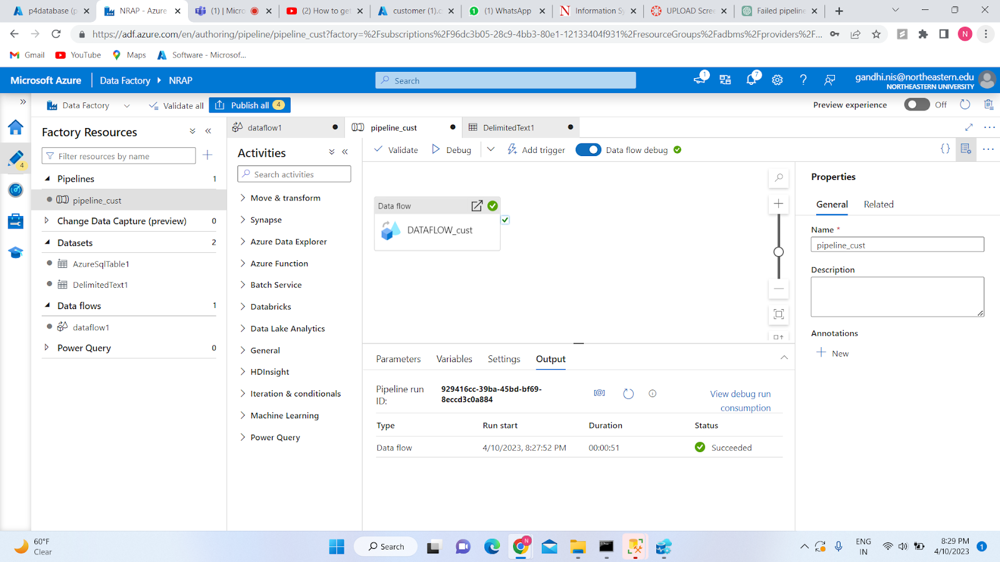 p4database (p
NRAP - Azure
(1) | Micro
(2) How to get
customer (1).c
(1) WhatsApp
Information Sy
UPLOAD Scree
Failed pipeline
https://adf.azure.com/en/authoring/pipeline/pipeline_cust?factory=%2Fsubscriptions%2F96dc3b05-28c9-4bb3-80e1-12133404f931%2FresourceGroups%2Fadbms%2Fproviders%2F...
N
Gmail
YouTube
Maps
Software - Microsof...
Microsoft Azure
Data Factory
NRAP
Search
1
7
gandhi.nis@northeastern.edu
NORTHEASTERN UNIVERSITY
Data Factory
Validate all
Publish all 4
Preview experience
Off
Factory Resources
Filter resources by name
4
Pipelines 1
pipeline_cust
Change Data Capture (preview) 0
Datasets 2
AzureSqlTable1
DelimitedText1
Data flows 1
dataflow1
Power Query 0
dataflow1
pipeline_cust
DelimitedText1
Activities
Search activities
Move & transform
Synapse
Azure Data Explorer
Azure Function
Batch Service
Databricks
Data Lake Analytics
General
HDInsight
Iteration & conditionals
Machine Learning
Power Query
Validate
Debug
Add trigger
Data flow debug
Data flow
DATAFLOW_cust
Parameters
Variables
Settings
Output
Pipeline run
ID:
929416cc-39ba-45bd-bf69-
8eccd3c0a884
View debug run
consumption
Type Run start Duration Status
Data flow 4/10/2023, 8:27:52 PM 00:00:51 Succeeded
Properties
General
Related
Name *
pipeline_cust
Description
Annotations
New
60°F
Clear
Search
N
ENG
IN
8:29 PM
4/10/2023
1